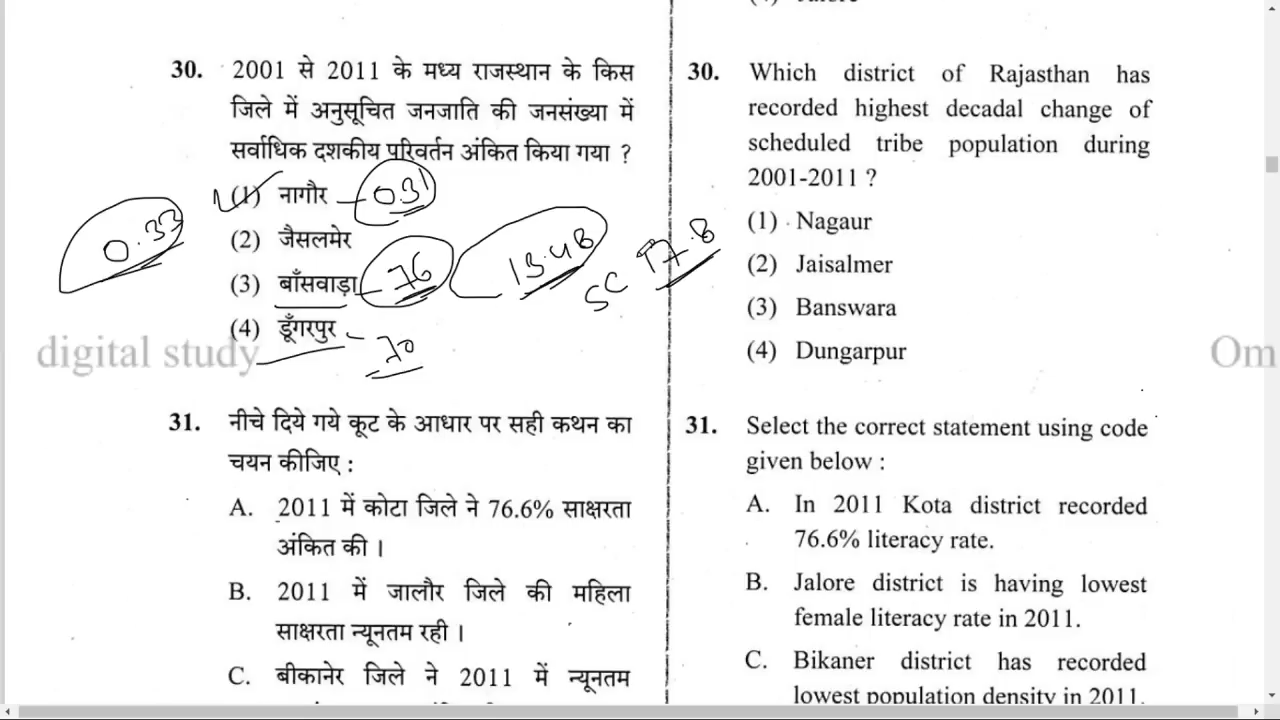 30. 2001 से 2011 के मध्य राजस्थान के किस
जिले में अनुसूचित जनजाति की जनसंख्या में
सर्वाधिक दशकीय परिवर्तन अंकित किया गया ?
(1) नागौर 0.31
0.33
(2) जैसलमेर
(3) बाँसवाड़ा 76 13.48 SC 17.8
(4) डूँगरपुर 70
digital study
31. नीचे दिये गये कूट के आधार पर सही कथन का
चयन कीजिए :
A. 2011 में कोटा जिले ने 76.6% साक्षरता
अंकित की ।
B. 2011 में जालौर जिले की महिला
साक्षरता न्यूनतम रही ।
C. बीकानेर जिले ने 2011 में न्यूनतम
30. Which district of Rajasthan has
recorded highest decadal change of
scheduled tribe population during
2001-2011 ?
(1) Nagaur
(2) Jaisalmer
(3) Banswara
(4) Dungarpur
Om
31. Select the correct statement using code
given below :
A. In 2011 Kota district recorded
76.6% literacy rate.
B. Jalore district is having lowest
female literacy rate in 2011.
C. Bikaner district has recorded
lowest population density in 2011.